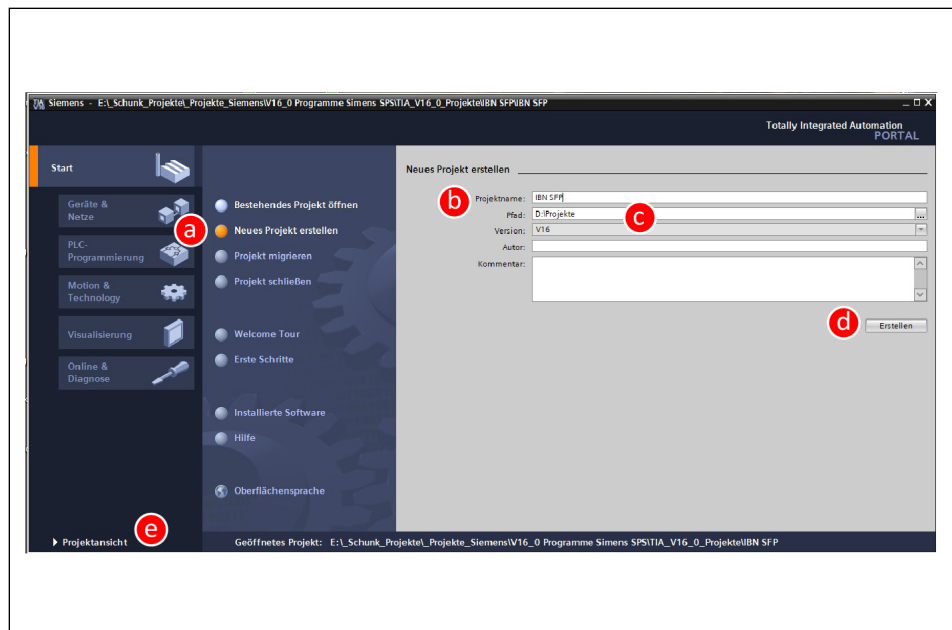 Siemens - E:\_Schunk_Projekte\_Projekte_Siemens\V16_0 Programme Simens SPS\TIA_V16_0_Projekte\IBN SFP\IBN SFP
Totally Integrated Automation
PORTAL
Start
Geräte &
Netze
PLC-
Programmierung
Motion &
Technology
Visualisierung
Online &
Diagnose
Projektansicht
e
a
Bestehendes Projekt öffnen
Neues Projekt erstellen
Projekt migrieren
Projekt schließen
Welcome Tour
Erste Schritte
Installierte Software
Hilfe
Oberflächensprache
Neues Projekt erstellen
b
Projektname: IBN SFP
Pfad: D:\Projekte
c
...
Version: V16
Autor:
Kommentar:
d
Erstellen
Geöffnetes Projekt: E:\_Schunk_Projekte\_Projekte_Siemens\V16_0 Programme Simens SPS\TIA_V16_0_Projekte\IBN SFP